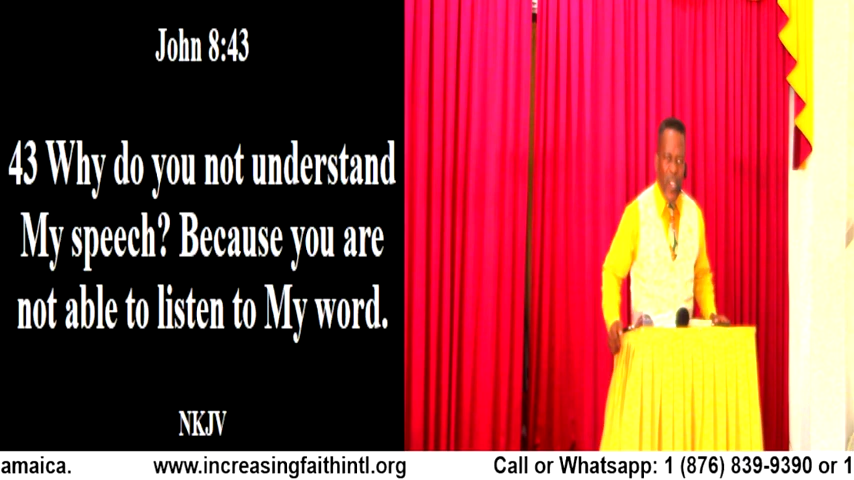 John 8:43
43 Why do you not understand
My speech? Because you are
not able to listen to My word.
NKJV
amaica. www.increasingfaithintl.org Call or Whatsapp: 1 (876) 839-9390 or 1